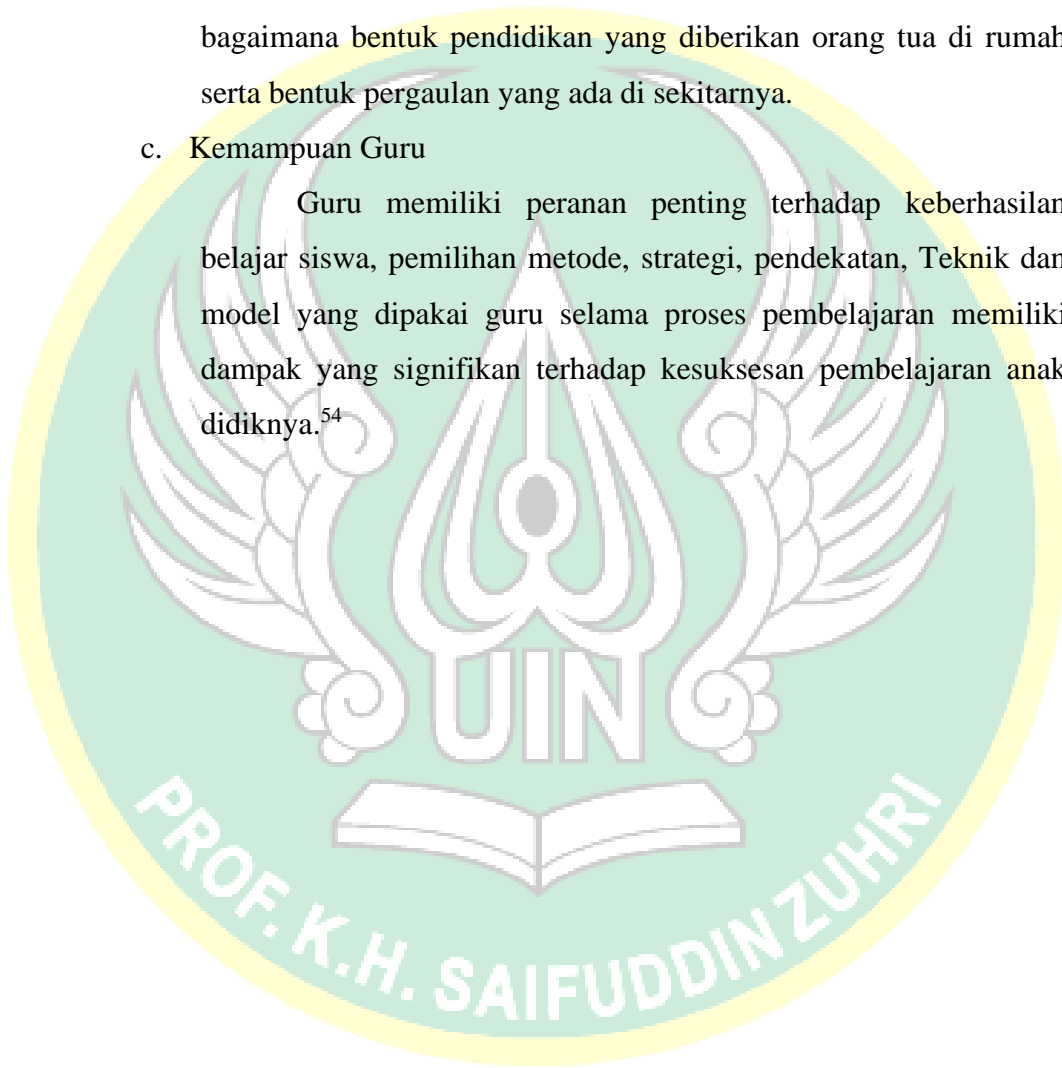 bagaimana bentuk pendidikan yang diberikan orang tua di rumah
serta bentuk pergaulan yang ada di sekitarnya.
c. Kemampuan Guru
Guru memiliki peranan penting terhadap keberhasilan
belajar siswa, pemilihan metode, strategi, pendekatan, Teknik dan
model yang dipakai guru selama proses pembelajaran memiliki
dampak yang signifikan terhadap kesuksesan pembelajaran anak
didiknya.54
UIN
PROF. K.H. SAIFUDDIN ZUHRI